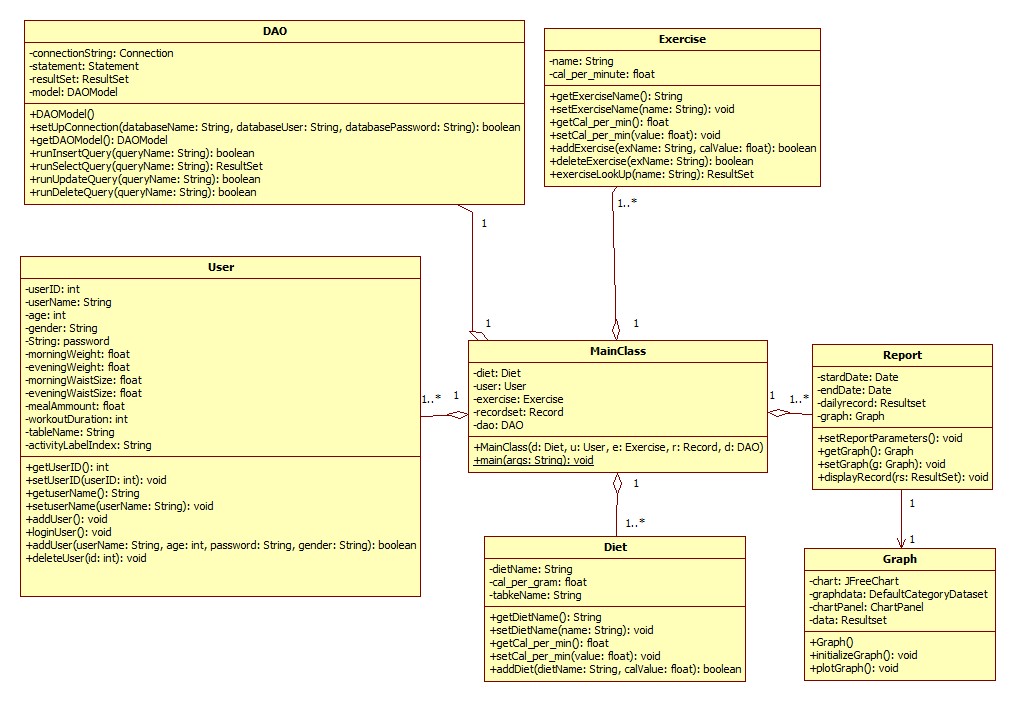 DAO
-connectionString: Connection
-statement: Statement
-resultSet: ResultSet
-model: DAOModel
+DAOModel()
+setUpConnection(databaseName: String, databaseUser: String, databasePassword: String): boolean
+getDAOModel(): DAOModel
+runInsertQuery(queryName: String): boolean
+runSelectQuery(queryName: String): ResultSet
+runUpdateQuery(queryName: String): boolean
+runDeleteQuery(queryName: String): boolean
Exercise
-name: String
-cal_per_minute: float
+getExerciseName(): String
+setExerciseName(name: String): void
+getCal_per_min(): float
+setCal_per_min(value: float): void
+addExercise(exName: String, calValue: float): boolean
+deleteExercise(exName: String): boolean
+exerciseLookUp(name: String): ResultSet
1..*
1
1
1
User
-userID: int
-userName: String
-age: int
-gender: String
-String: password
-morningWeight: float
-eveningWeight: float
-morningWaistSize: float
-eveningWaistSize: float
-mealAmmount: float
-workoutDuration: int
-tableName: String
-activityLabelIndex: String
+getUserID(): int
+setUserID(userID: int): void
+getuserName(): String
+setuserName(userName: String): void
+addUser(): void
+loginUser(): void
+addUser(userName: String, age: int, password: String, gender: String): boolean
+deleteUser(id: int): void
1..*
1
MainClass
-diet: Diet
-user: User
-exercise: Exercise
-recordset: Record
-dao: DAO
+MainClass(d: Diet, u: User, e: Exercise, r: Record, d: DAO)
+main(args: String): void
1
1..*
Report
-stardDate: Date
-endDate: Date
-dailyrecord: Resultset
-graph: Graph
+setReportParameters(): void
+getGraph(): Graph
+setGraph(g: Graph): void
+displayRecord(rs: ResultSet): void
1
1..*
1
1
Diet
-dietName: String
-cal_per_gram: float
-tabkeName: String
+getDietName(): String
+setDietName(name: String): void
+getCal_per_min(): float
+setCal_per_min(value: float): void
+addDiet(dietName: String, calValue: float): boolean
Graph
-chart: JFreeChart
-graphdata: DefaultCategoryDataset
-chartPanel: ChartPanel
-data: Resultset
+Graph()
+initializeGraph(): void
+plotGraph(): void